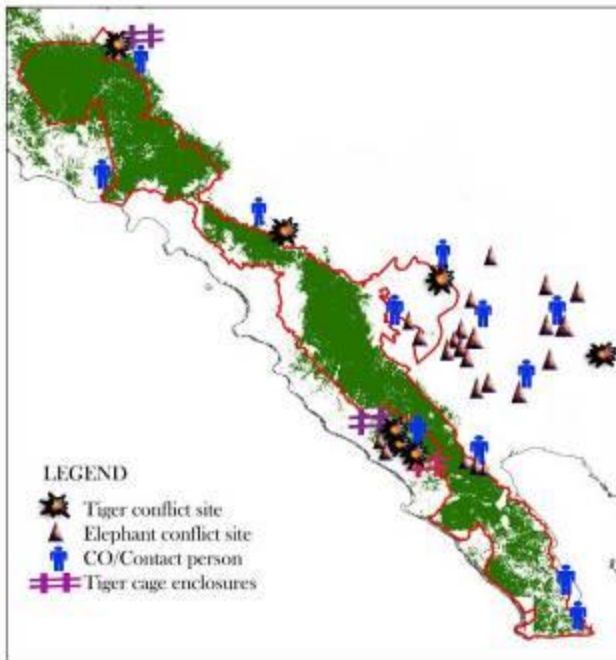 LEGEND
Tiger conflict site
Elephant conflict site
CO/Contact person
Tiger cage enclosures